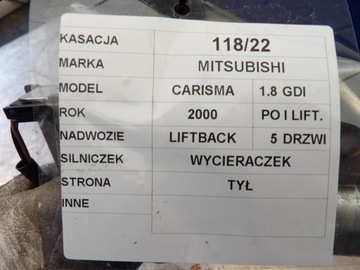 KASACJA 118/22
MARKA MITSUBISHI
MODEL CARISMA 1.8 GDI
ROK 2000 PO I LIFT.
NADWOZIE LIFTBACK 5 DRZWI
SILNICZEK WYCIERACZEK
STRONA TYŁ
INNE